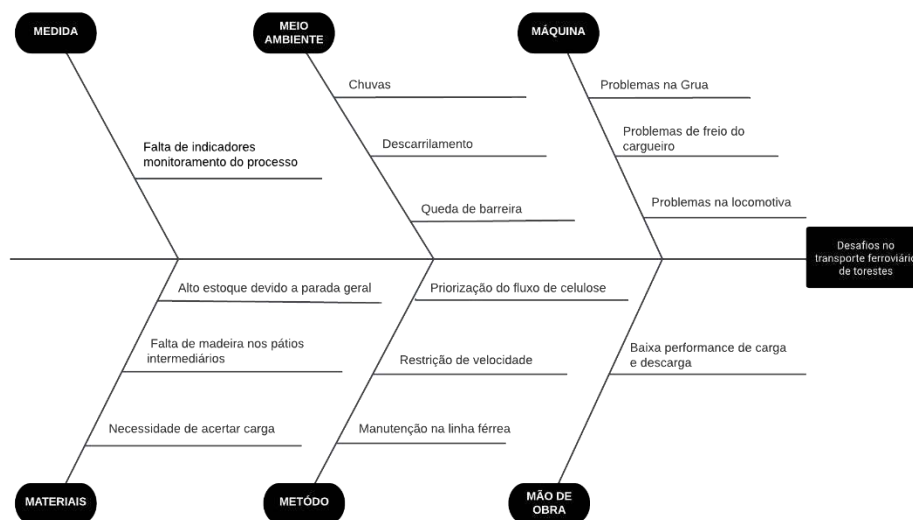 MEDIDA
MEIO
AMBIENTE
MÁQUINA
Chuvas
Problemas na Grua
Falta de indicadores
monitoramento do processo
Descarrilamento
Problemas de freio do
cargueiro
Queda de barreira
Problemas na locomotiva
Desafios no
transporte ferroviário
de torestes
Alto estoque devido a parada geral
Priorização do fluxo de celulose
Falta de madeira nos pátios
intermediários
Restrição de velocidade
Baixa performance de carga
e descarga
Necessidade de acertar carga
Manutenção na linha férrea
MATERIAIS
METÓDO
MÃO DE
OBRA